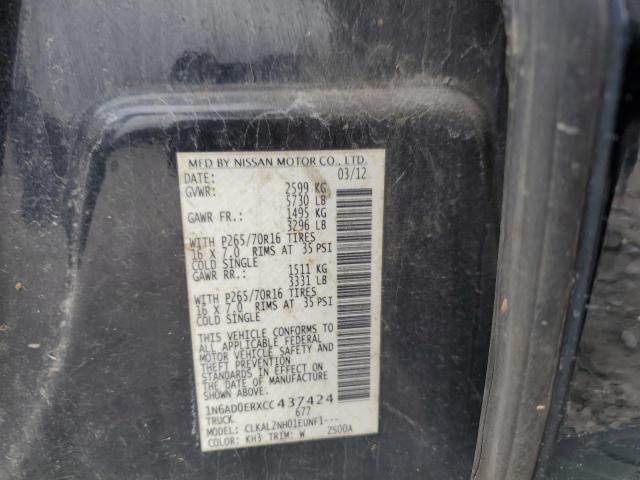 MFD BY NISSAN MOTOR CO., LTD.
DATE: 03/12
GVWR: 2599 KG
5730 LB
GAWR FR.: 1495 KG
3296 LB
WITH P265/70R16 TIRES
16 X 7.0 RIMS AT 35 PSI
COLD SINGLE
GAWR RR.: 1511 KG
3331 LB
WITH P265/70R16 TIRES
16 X 7.0 RIMS AT 35 PSI
COLD SINGLE
THIS VEHICLE CONFORMS TO
ALL APPLICABLE FEDERAL
MOTOR VEHICLE SAFETY AND
THEFT PREVENTION
STANDARDS IN EFFECT ON
THE DATE OF MANUFACTURE
SHOWN ABOVE.
1N6AD0ERXCC437424
TRUCK 677
MODEL: CLKAL2NH01EUNF1---
COLOR: KH3 TRIM: W 2S00A